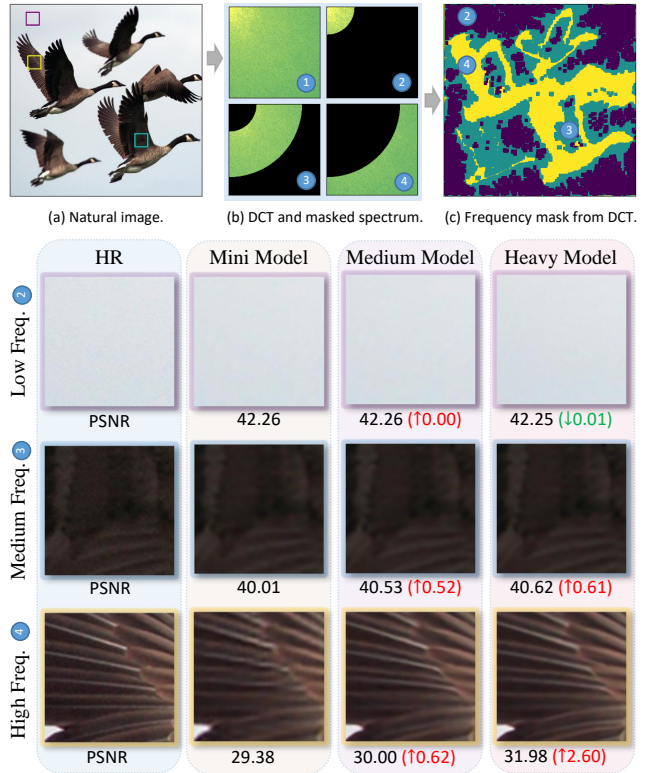 1
2
3
4
2
4
3
(a) Natural image.
(b) DCT and masked spectrum.
(c) Frequency mask from DCT.
HR
Mini Model
Medium Model
Heavy Model
Low Freq. 2
PSNR
42.26
42.26 (↑0.00)
42.25 (↓0.01)
Medium Freq. 3
PSNR
40.01
40.53 (↑0.52)
40.62 (↑0.61)
High Freq. 4
PSNR
29.38
30.00 (↑0.62)
31.98 (↑2.60)